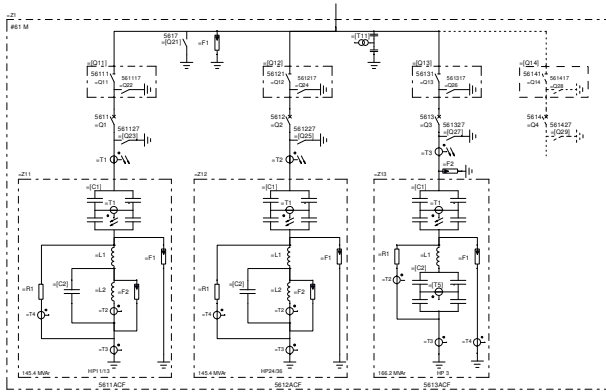 =Z1
#61 M
5617
=[Q21]
=F1
=[T11]
=[Q11]
56111
=Q11
561117
=Q22
5611
=Q1
561127
=[Q23]
=T1
=[Q12]
56121
=Q12
561217
=Q24
5612
=Q2
561227
=[Q25]
=T2
=[Q13]
56131
=Q13
561317
=Q26
5613
=Q3
561327
=[Q27]
=T3
=F2
=[Q14]
56141
=Q14
561417
=Q28
5614
=Q4
561427
=[Q29]
=Z11
=[C1]
=T1
=L1
=F1
=R1
=[C2]
=L2
=F2
=T2
=T4
=T3
145.4 MVAr
HP11/13
5611ACF
=Z12
=[C1]
=T1
=L1
=F1
=R1
=[C2]
=L2
=F2
=T2
=T4
=T3
145.4 MVAr
HP24/36
5612ACF
=Z13
=[C1]
=T1
=R1
=L1
=F1
=[C2]
=T2
=[T5]
=T4
=T3
166.2 MVAr
HP 3
5613ACF